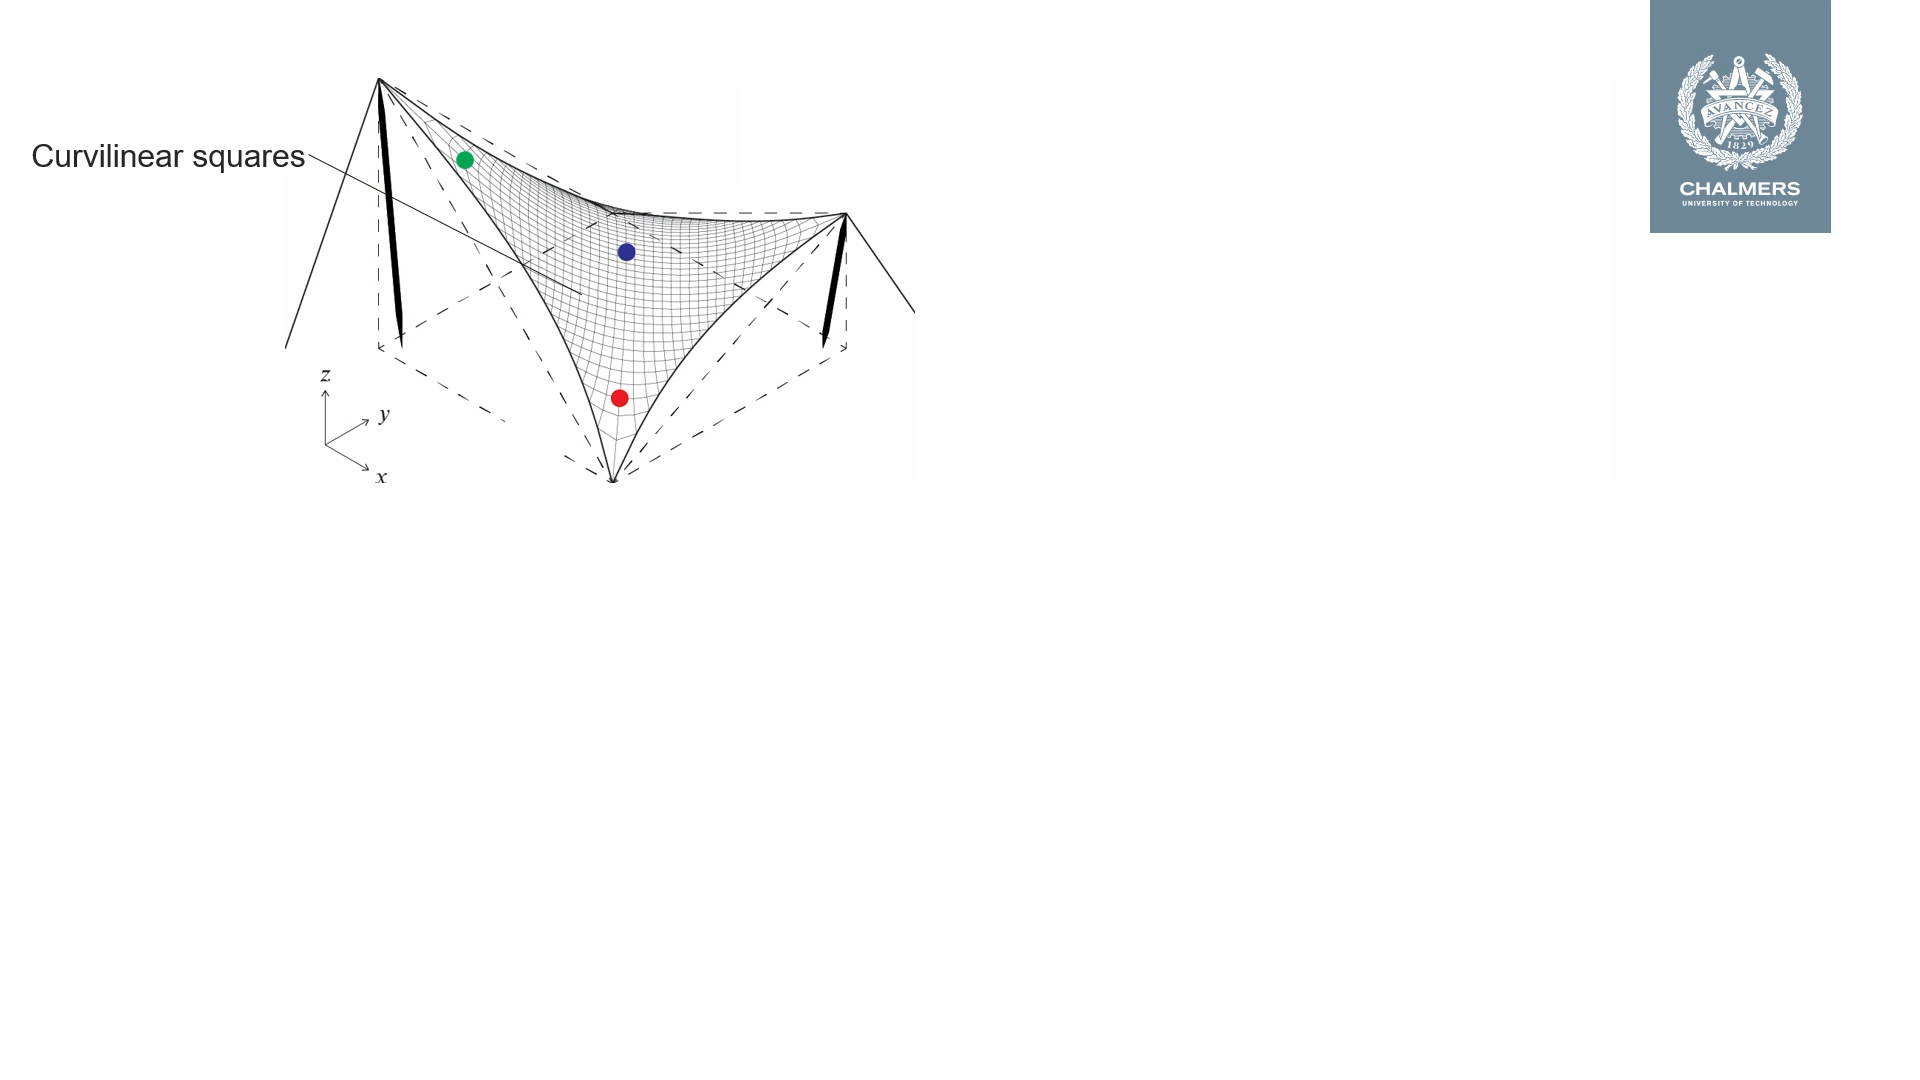 Curvilinear squares
z
y
x
AVANCEZ
1829
CHALMERS
UNIVERSITY OF TECHNOLOGY